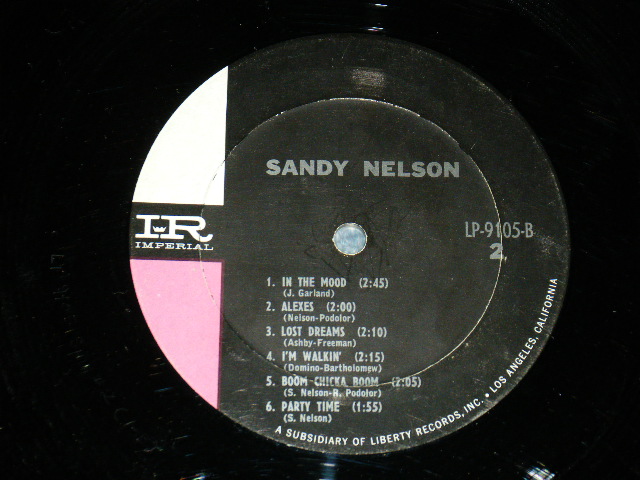 SANDY NELSON
IR
IMPERIAL
LP-9105-B
2
1. IN THE MOOD (2:45)
(J. Garland)
2. ALEXES (2:00)
(Nelson-Podolor)
3. LOST DREAMS (2:10)
(Ashby-Freeman)
4. I'M WALKIN' (2:15)
(Domino-Bartholomew)
5. BOOM CHICKA BOOM (2:05)
(S. Nelson-R. Podolor)
6. PARTY TIME (1:55)
(S. Nelson)
A SUBSIDIARY OF LIBERTY RECORDS, INC. • LOS ANGELES, CALIFORNIA